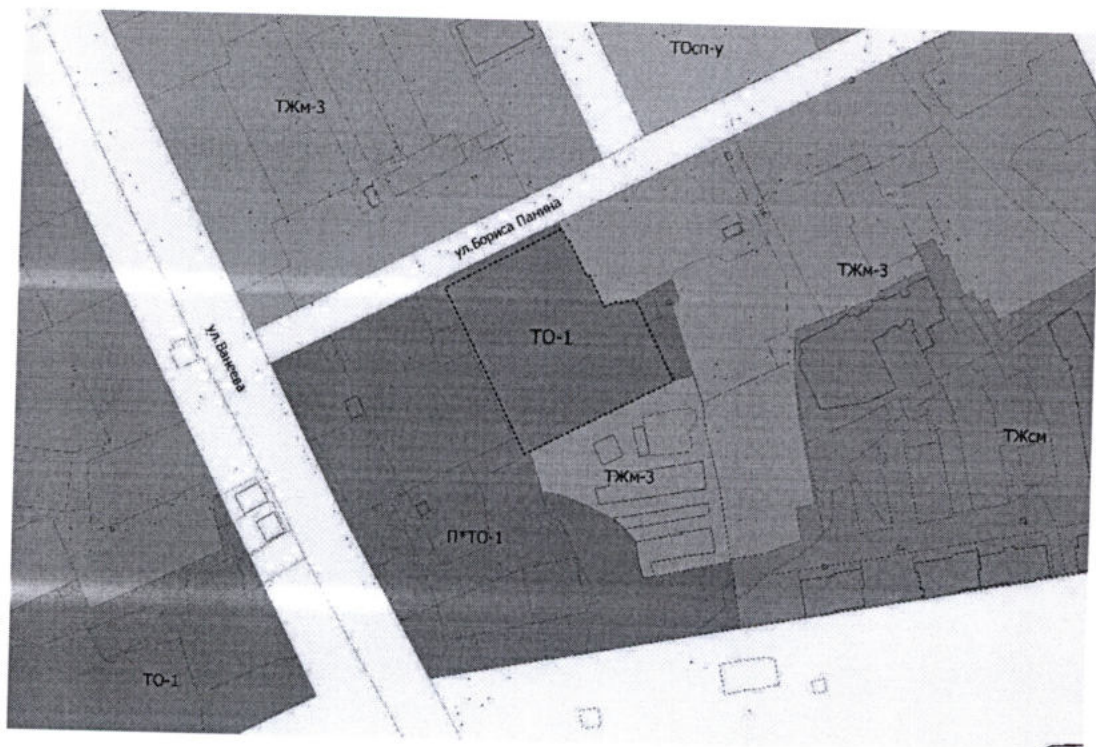 ТОсп-у
ТЖм-3
ул.Бориса Панина
ТЖм-3
ТО-1
ул.Ванеева
ТЖсм
ТЖм-3
П*ТО-1
ТО-1